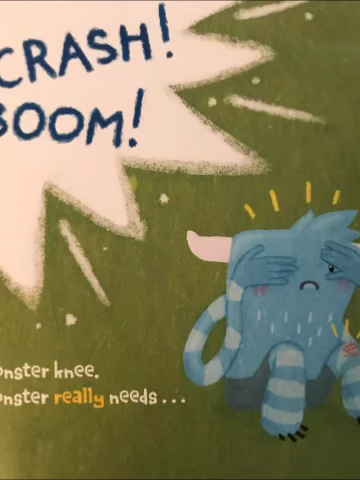 CRASH!
BOOM!
onster knee.
onster really needs . . .